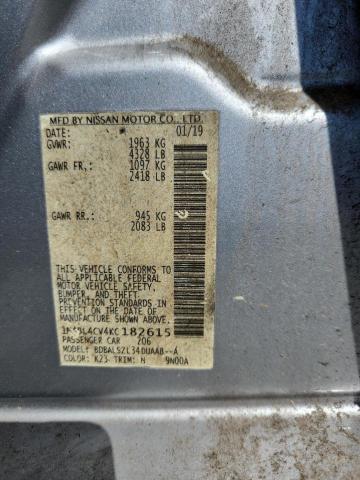 MFD BY NISSAN MOTOR CO., LTD.
DATE: 01/19
GVWR: 1963 KG
4328 LB
GAWR FR.: 1097 KG
2418 LB
GAWR RR.: 945 KG
2083 LB
THIS VEHICLE CONFORMS TO
ALL APPLICABLE FEDERAL
MOTOR VEHICLE SAFETY,
BUMPER, AND THEFT
PREVENTION STANDARDS IN
EFFECT ON THE DATE OF
MANUFACTURE SHOWN ABOVE.
1N4BL4CV4KC 182615
PASSENGER CAR 206
MODEL: BDBALSZL34DUAAB--A
COLOR: K23- TRIM: N 9N00A